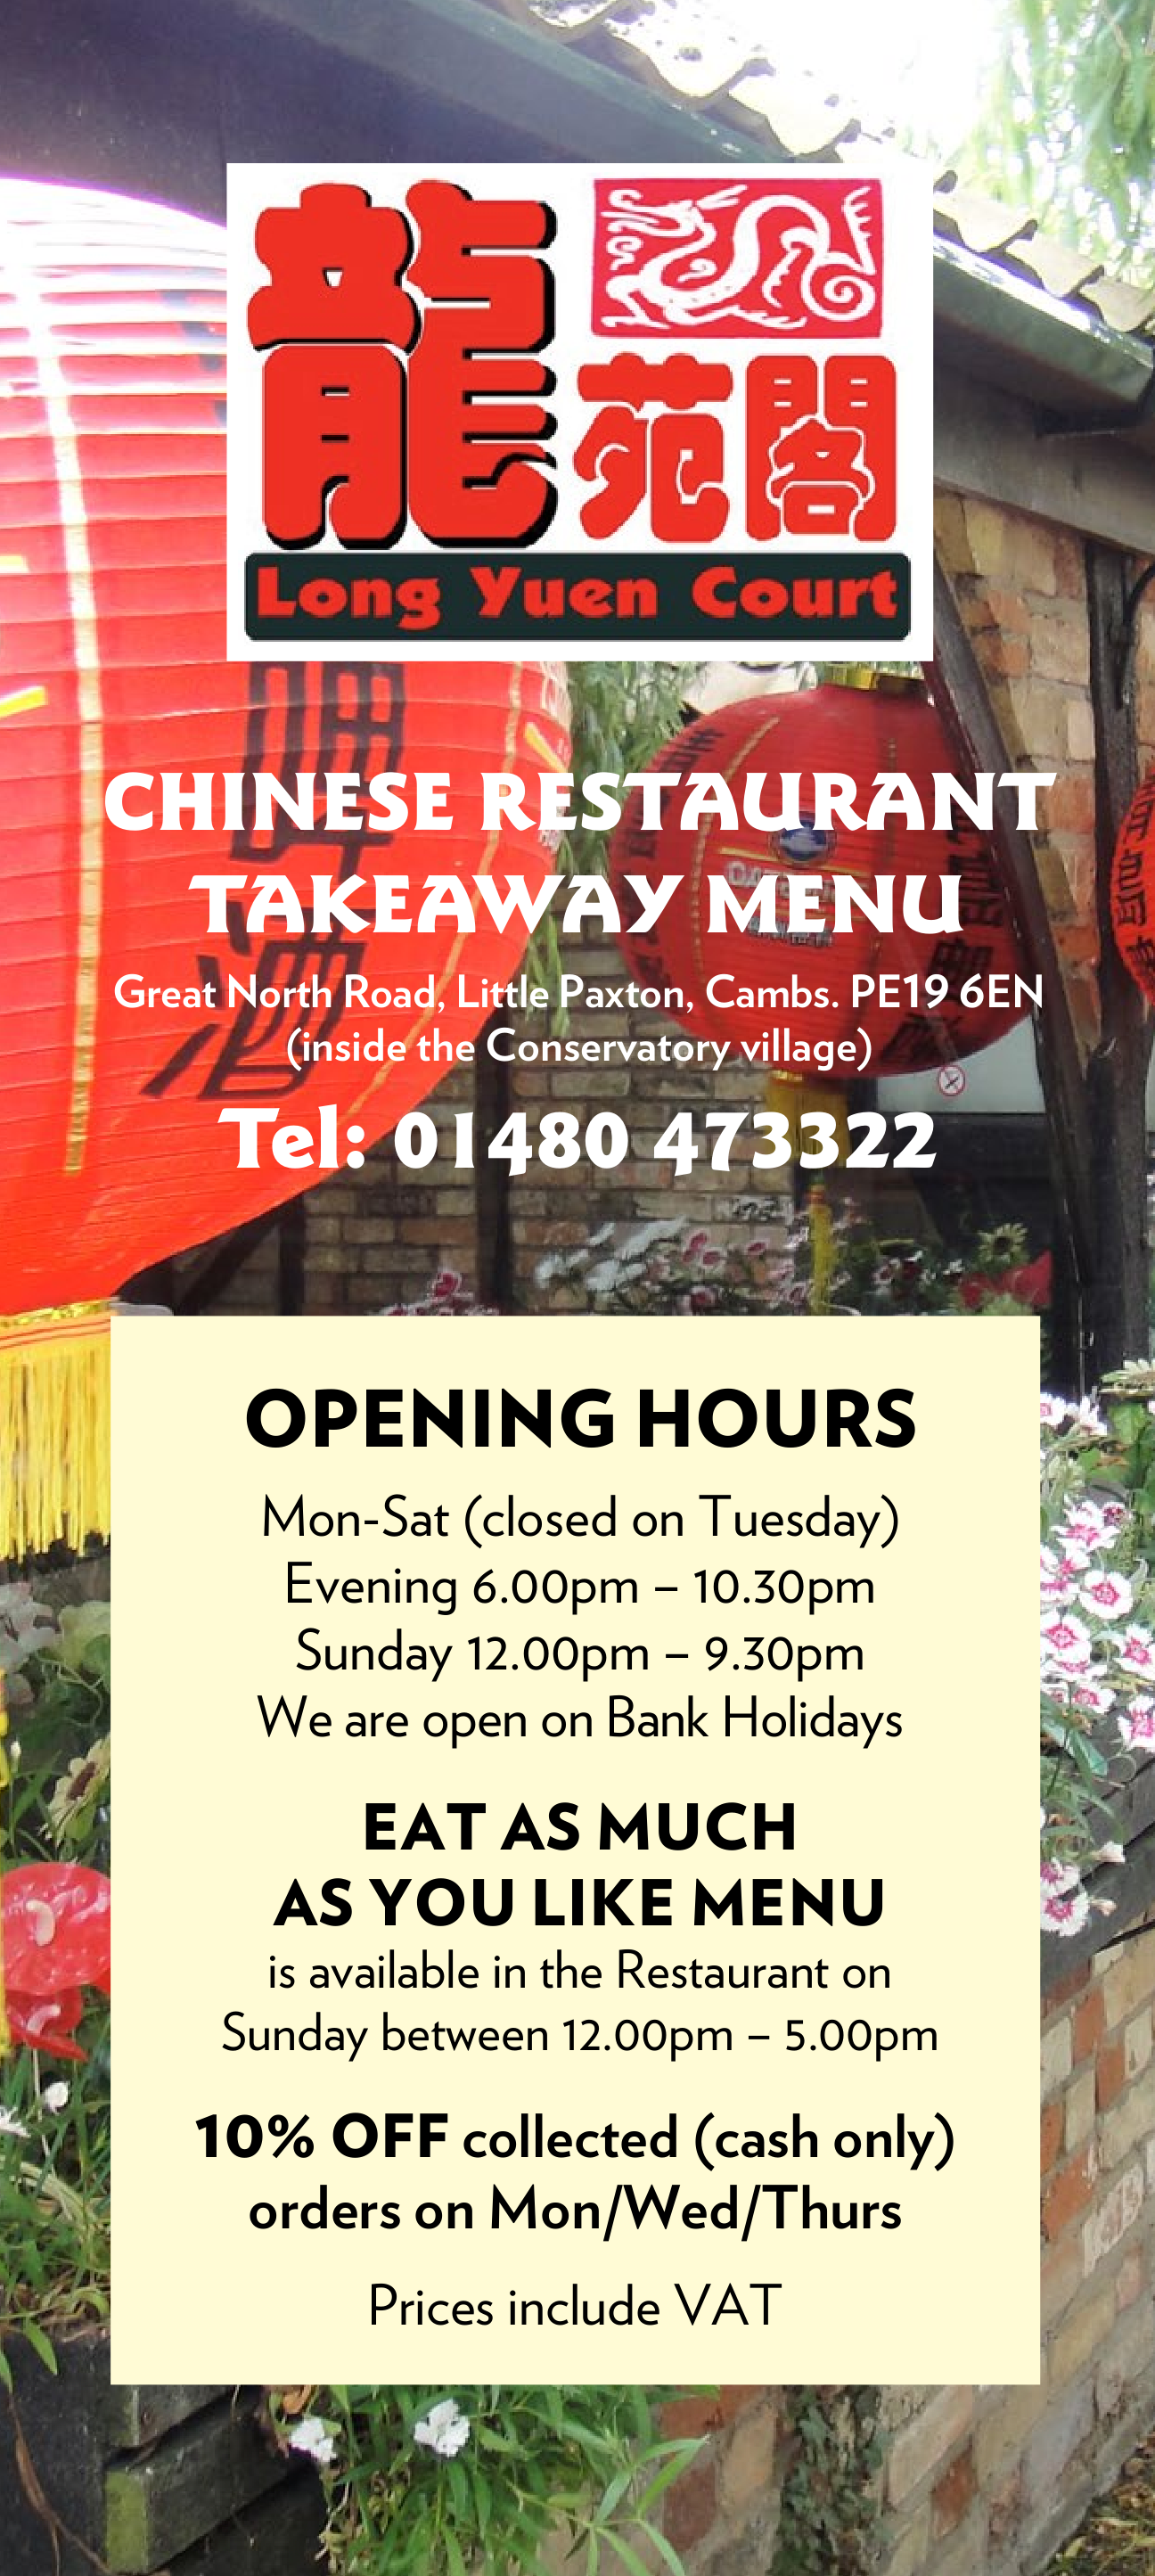 龍苑閣
Long Yuen Court
CHINESE RESTAURANT
TAKEAWAY MENU
Great North Road, Little Paxton, Cambs. PE19 6EN
(inside the Conservatory village)
Tel: 01480 473322
OPENING HOURS
Mon-Sat (closed on Tuesday)
Evening 6.00pm – 10.30pm
Sunday 12.00pm – 9.30pm
We are open on Bank Holidays
EAT AS MUCH
AS YOU LIKE MENU
is available in the Restaurant on
Sunday between 12.00pm – 5.00pm
10% OFF collected (cash only)
orders on Mon/Wed/Thurs
Prices include VAT